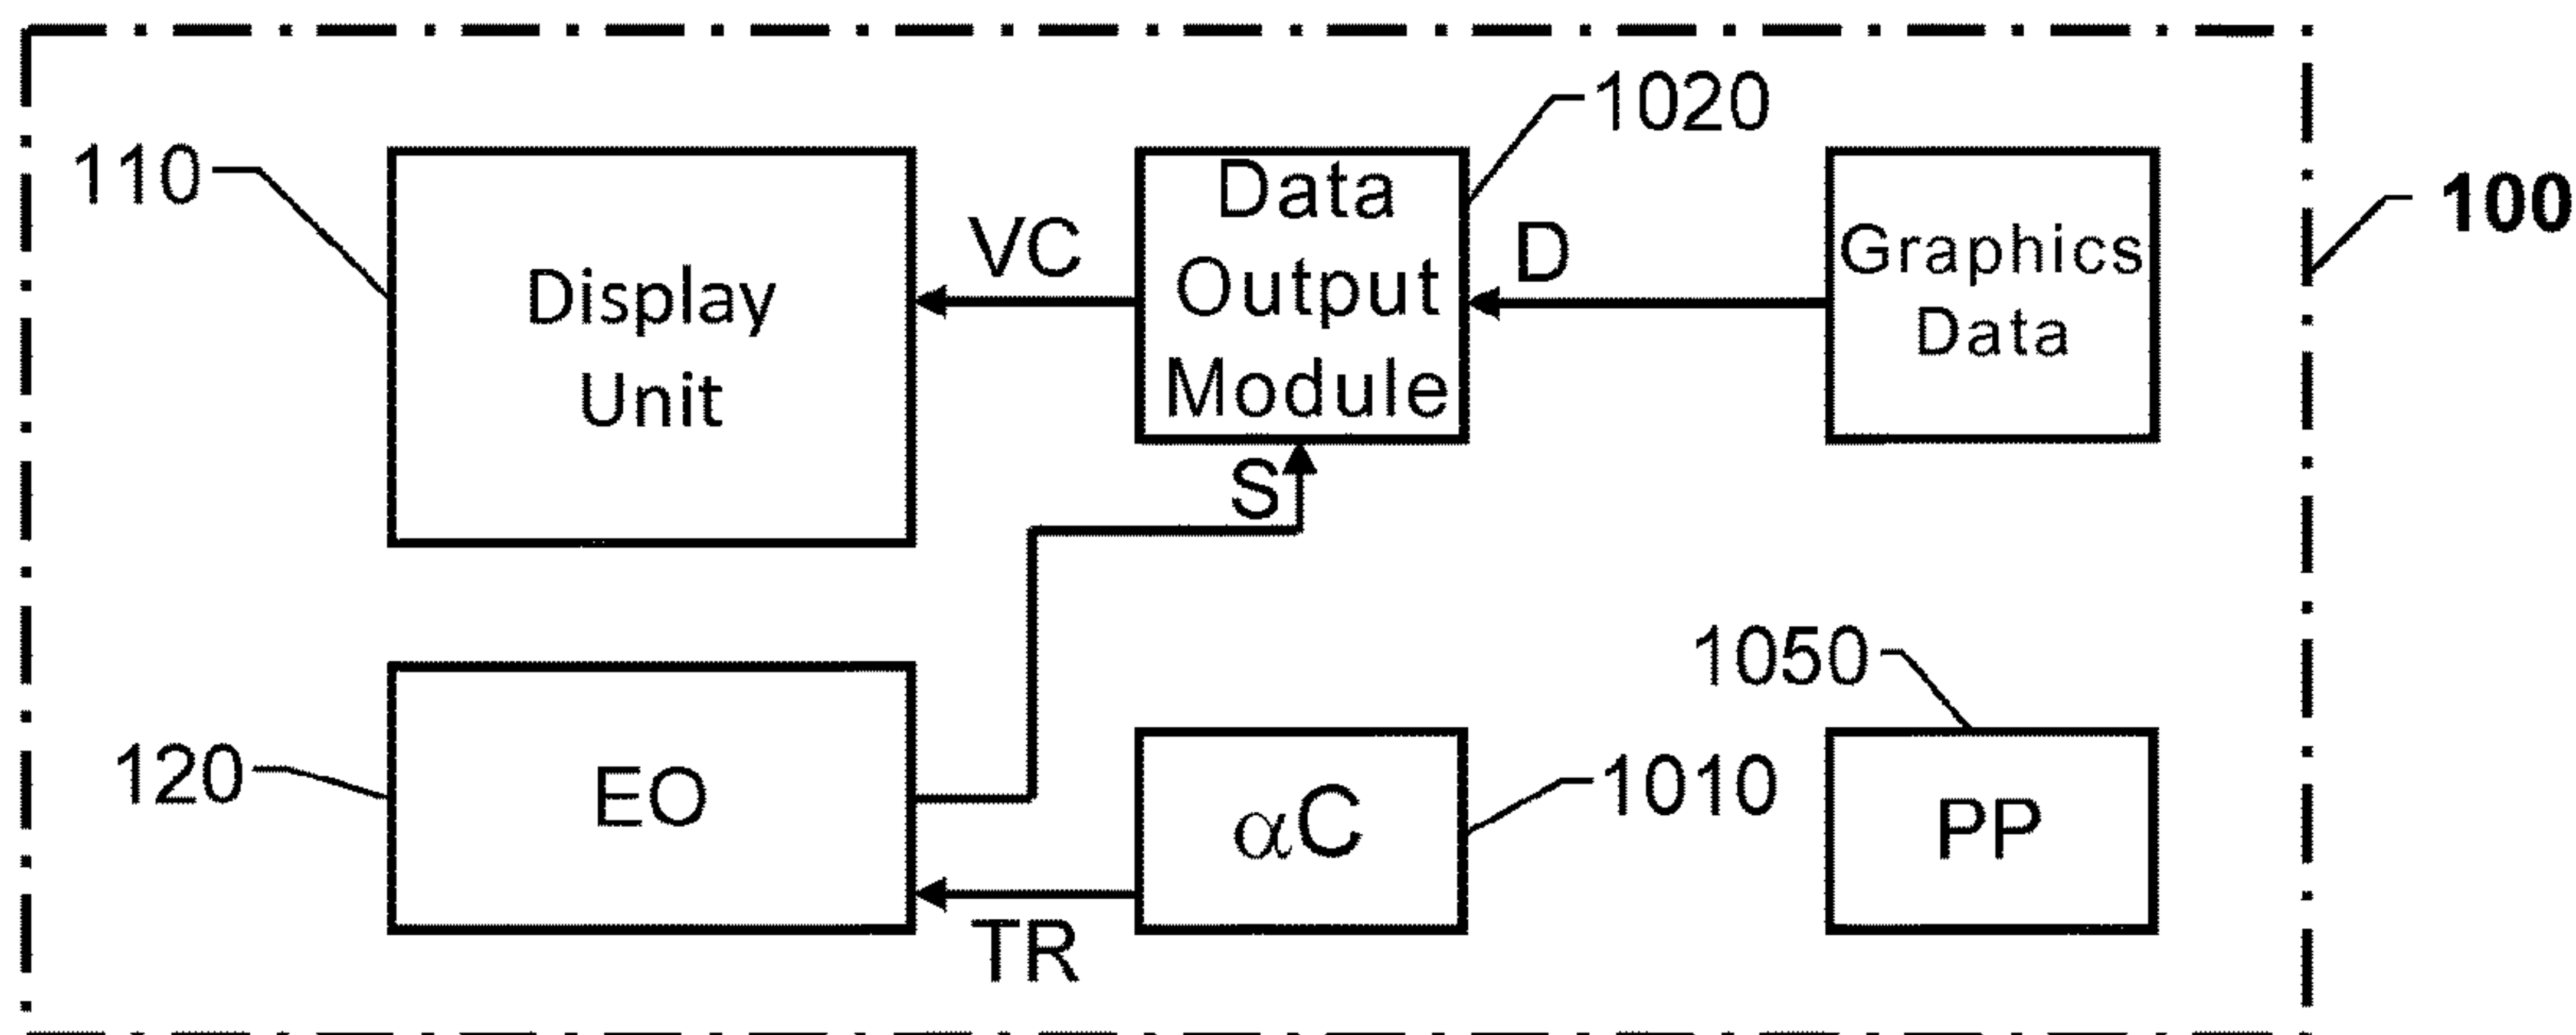 1020
110
100
Data
Output
Module
VC
D
Graphics
Data
Display
Unit
S
1050
120
EO
αC
1010
PP
TR